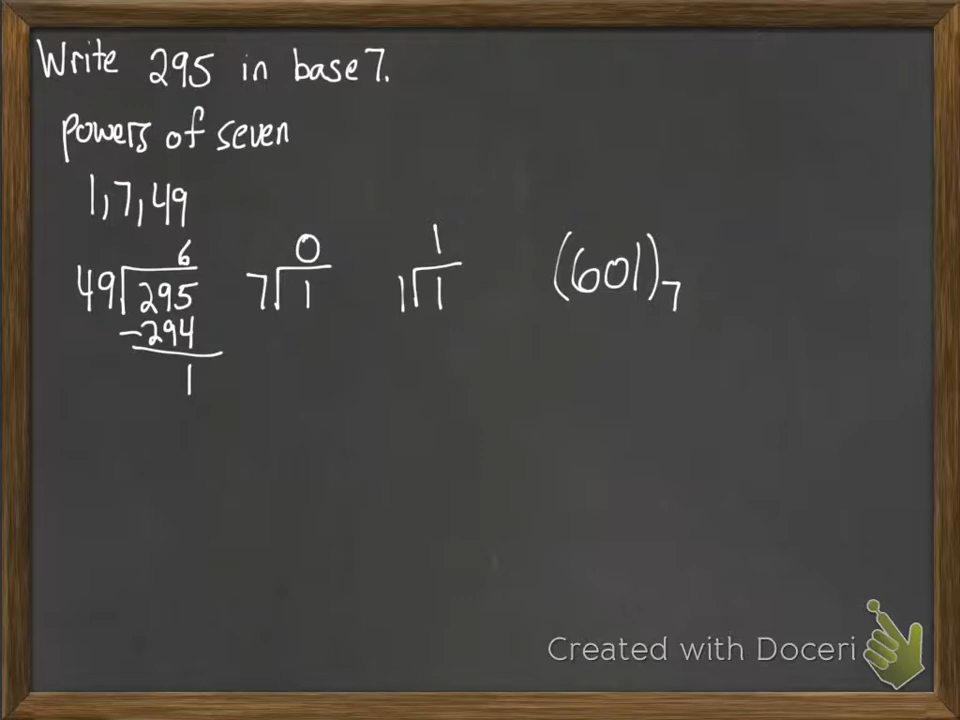 Write 295 in base 7.
powers of seven
1, 7, 49
6
49 295
-294
1
0
7 1
1
1 1
(601)7
Created with Doceri